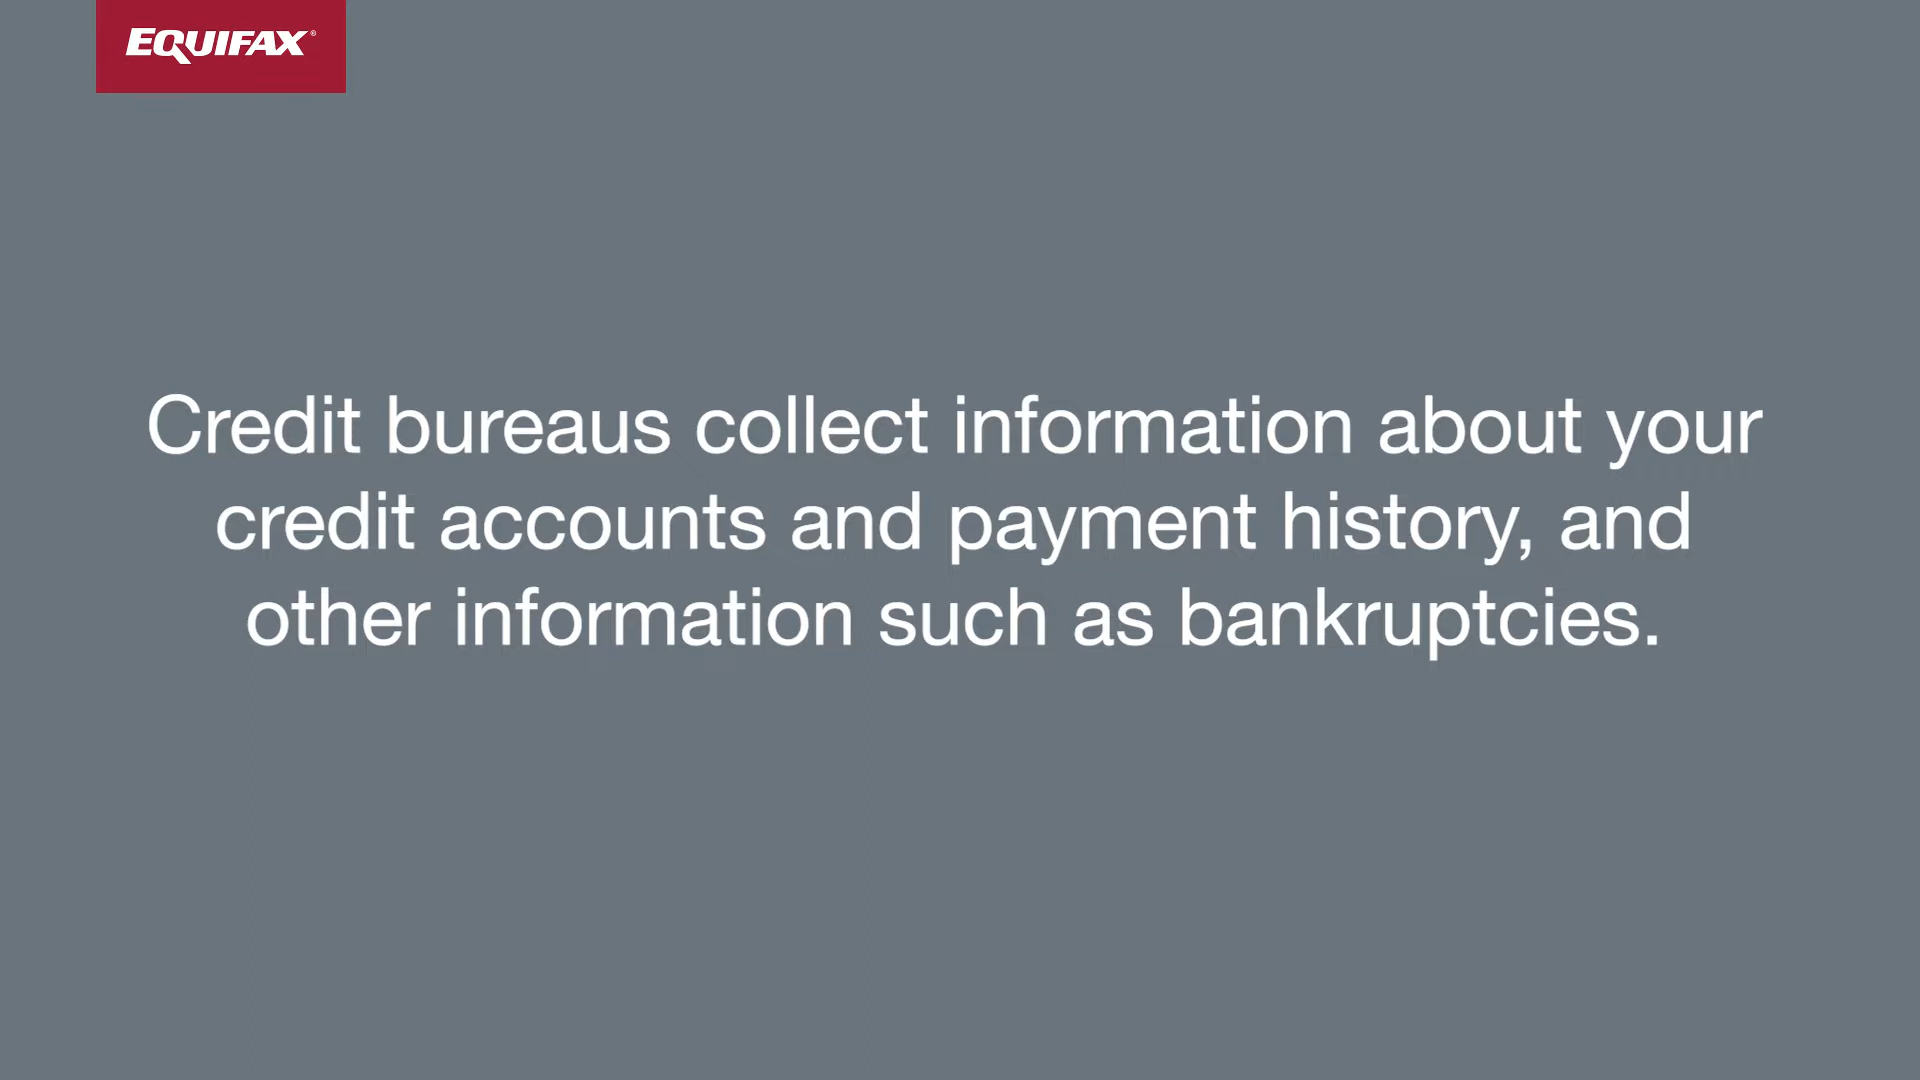 EQUIFAX®
Credit bureaus collect information about your
credit accounts and payment history, and
other information such as bankruptcies.